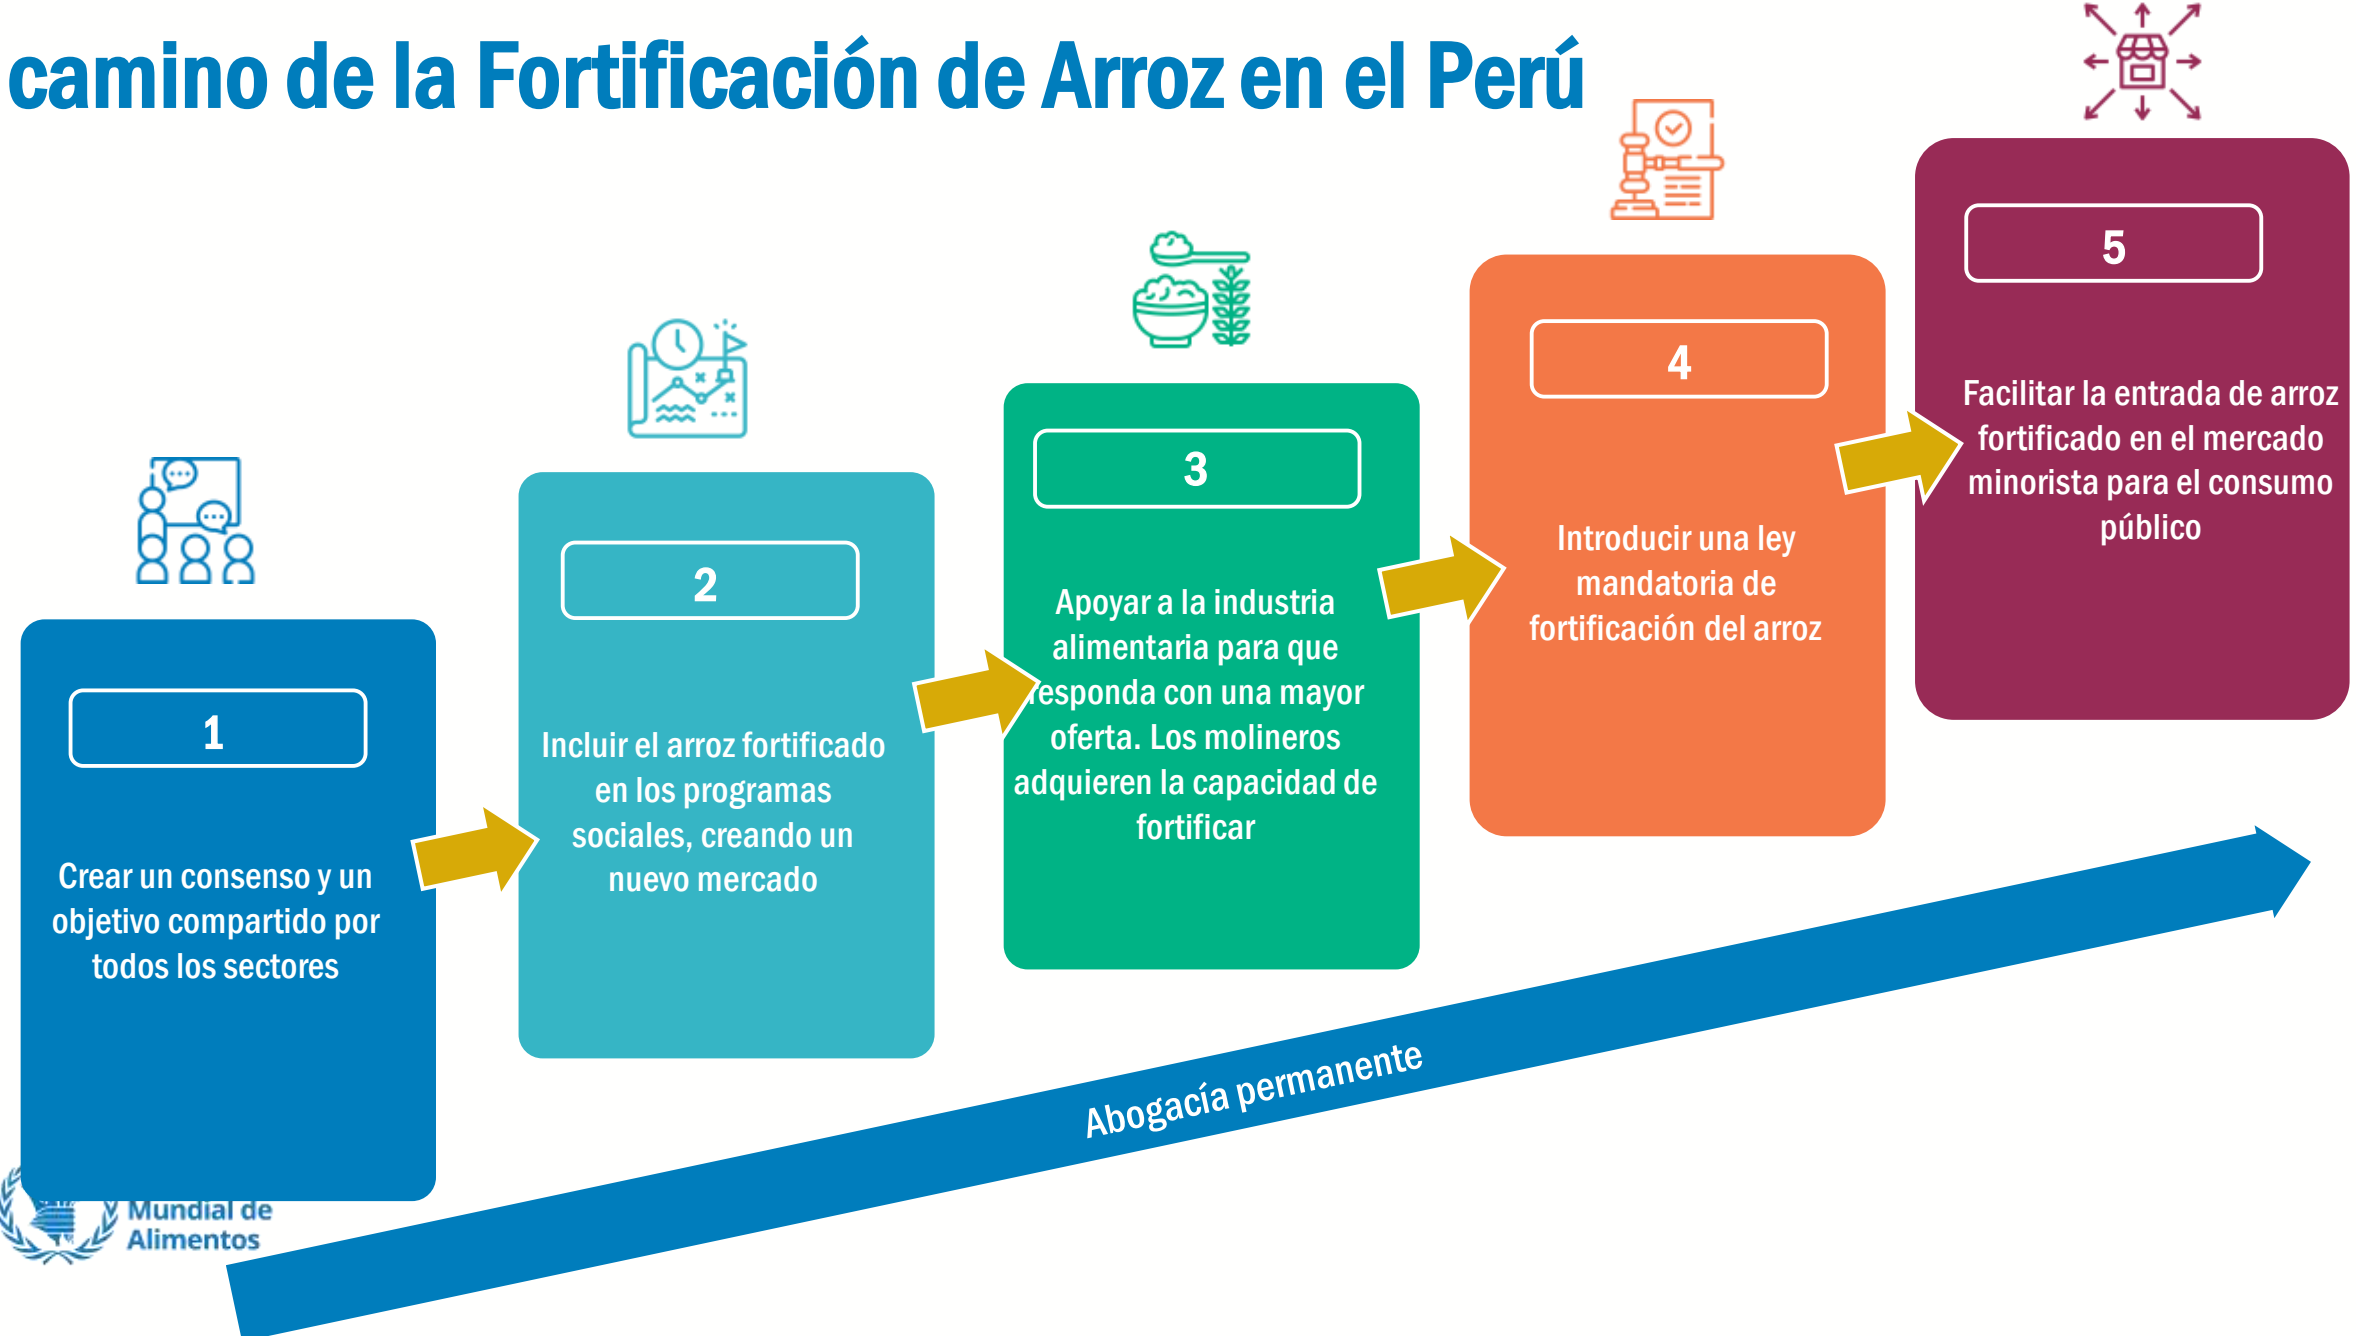 camino de la Fortificación de Arroz en el Perú
1
Crear un consenso y un
objetivo compartido por
todos los sectores
2
Incluir el arroz fortificado
en los programas
sociales, creando un
nuevo mercado
3
Apoyar a la industria
alimentaria para que
responda con una mayor
oferta. Los molineros
adquieren la capacidad de
fortificar
4
Introducir una ley
mandatoria de
fortificación del arroz
5
Facilitar la entrada de arroz
fortificado en el mercado
minorista para el consumo
público
Abogacía permanente
Mundial de
Alimentos